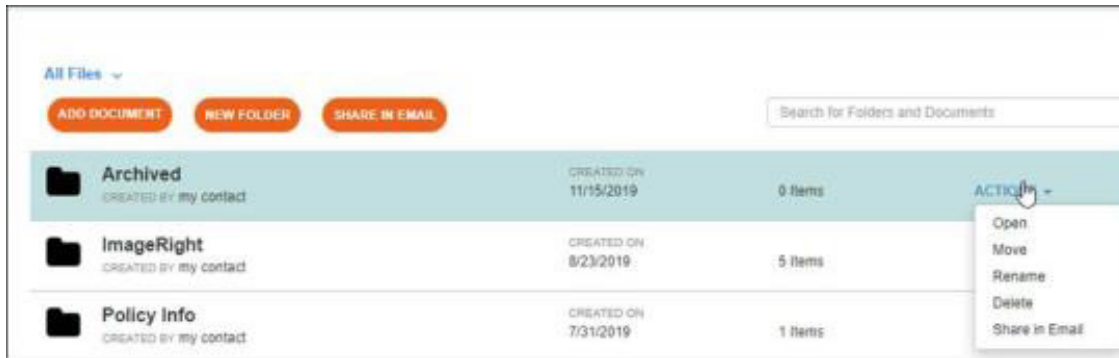 All Files
ADD DOCUMENT NEW FOLDER SHARE IN EMAIL Search for Folders and Documents
Archived
CREATED BY my contact
CREATED ON
11/15/2019
0 Items
ImageRight
CREATED BY my contact
CREATED ON
8/23/2019
5 Items
Policy Info
CREATED BY my contact
CREATED ON
7/31/2019
1 Items
Open
Move
Rename
Delete
Share in Email